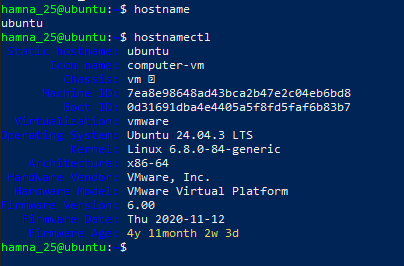 hamna_25@ubuntu:~$ hostname
ubuntu
hamna_25@ubuntu:~$ hostnamectl
Static hostname: ubuntu
Icon name: computer-vm
Chassis: vm
Machine ID: 7ea8e98648ad43bca2b47e2c04eb6bd8
Boot ID: 0d31691dba4e4405a5f8fd5faf6b83b7
Virtualization: vmware
Operating System: Ubuntu 24.04.3 LTS
Kernel: Linux 6.8.0-84-generic
Architecture: x86-64
Hardware Vendor: VMware, Inc.
Hardware Model: VMware Virtual Platform
Firmware Version: 6.00
Firmware Date: Thu 2020-11-12
Firmware Age: 4y 11month 2w 3d
hamna_25@ubuntu:~$